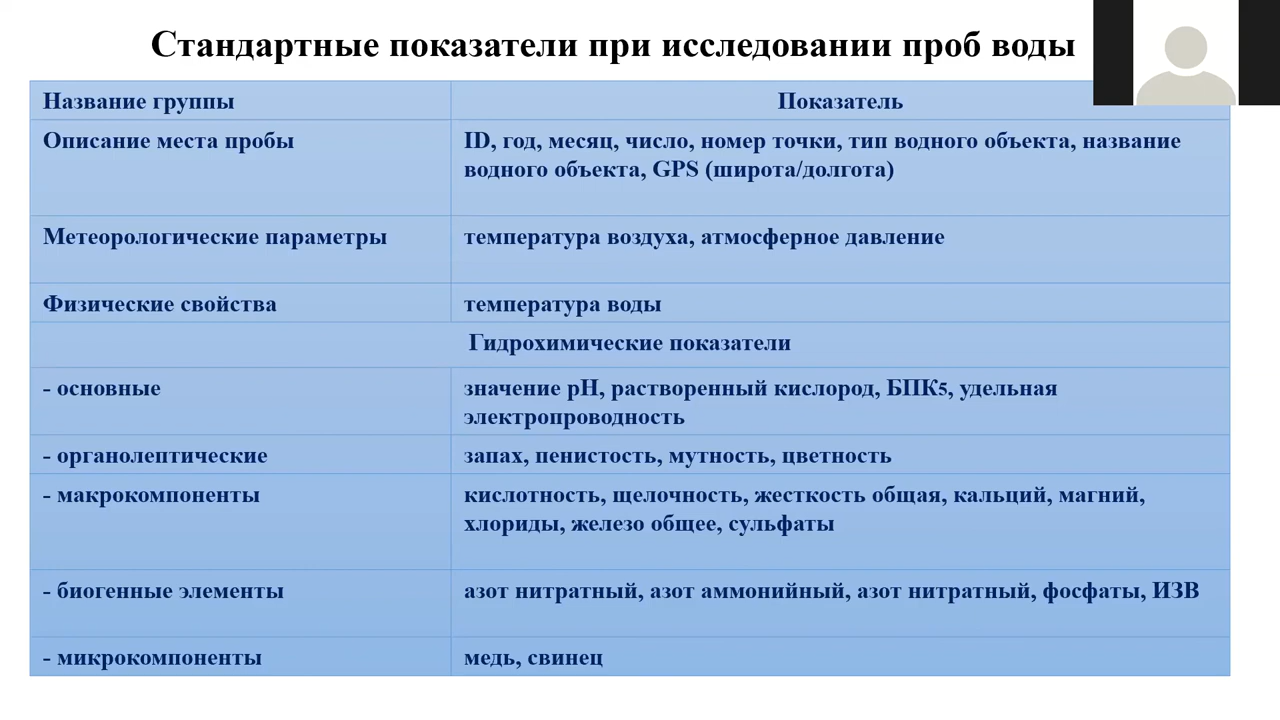 Стандартные показатели при исследовании проб воды
Название группы
Показатель
Описание места пробы
ID, год, месяц, число, номер точки, тип водного объекта, название
водного объекта, GPS (широта/долгота)
Метеорологические параметры
температура воздуха, атмосферное давление
Физические свойства
температура воды
Гидрохимические показатели
- основные
значение pH, растворенный кислород, БПК5, удельная
электропроводность
- органолептические
запах, пенистость, мутность, цветность
- макрокомпоненты
кислотность, щелочность, жесткость общая, кальций, магний,
хлориды, железо общее, сульфаты
- биогенные элементы
азот нитратный, азот аммонийный, азот нитратный, фосфаты, ИЗВ
- микрокомпоненты
медь, свинец